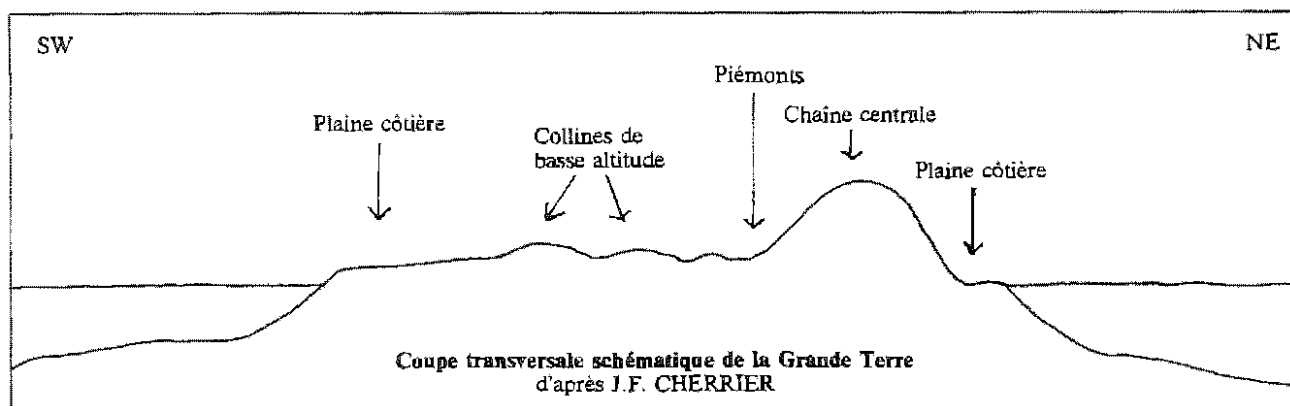 SW
NE
Piémonts
Plaine côtière
Collines de
basse altitude
Chaîne centrale
Plaine côtière
Coupe transversale schématique de la Grande Terre
d'après J.F. CHERRIER